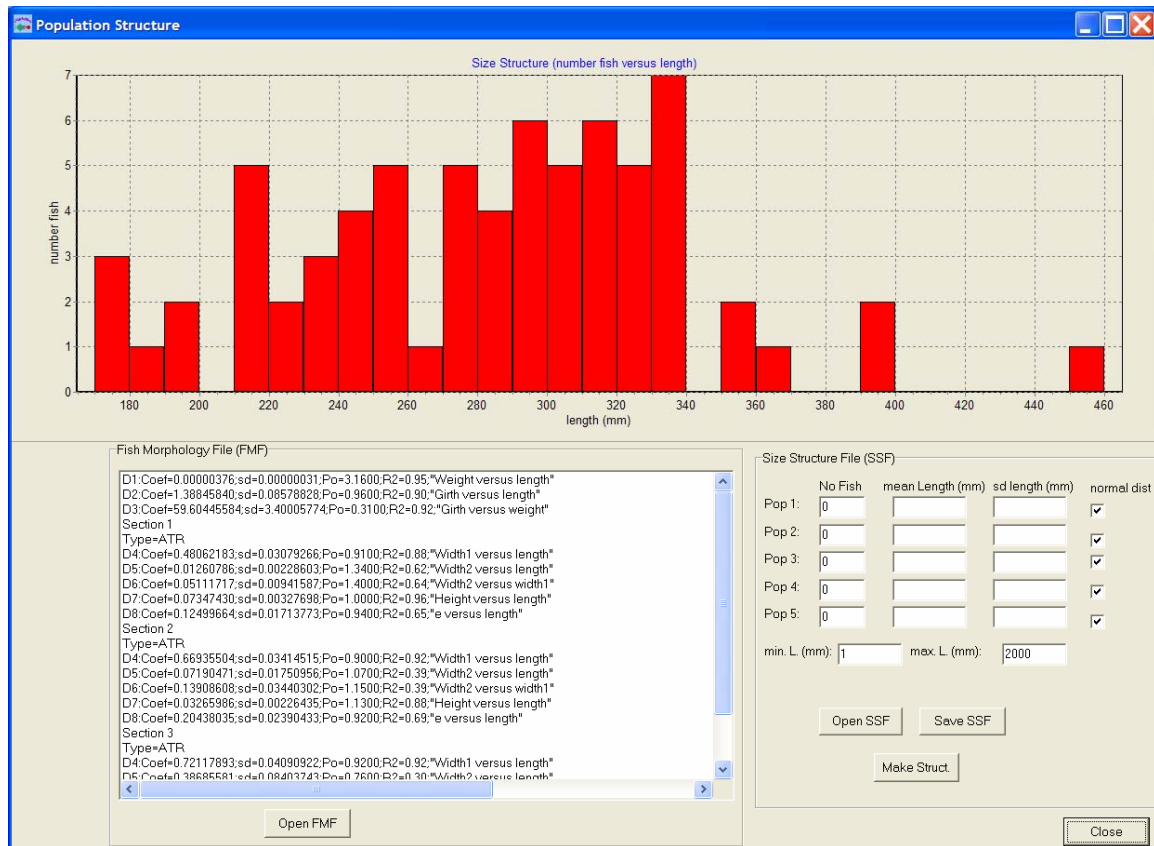 Population Structure
Size Structure (number fish versus length)
7
6
5
4
3
2
1
0
number fish
180 200 220 240 260 280 300 320 340 360 380 400 420 440 460
length (mm)
Fish Morphology File (FMF)
D1:Coef=0.00000376;sd=0.00000031;Po=3.1600;R2=0.95;"Weight versus length"
D2:Coef=1.38845840;sd=0.08578828;Po=0.9600;R2=0.90;"Girth versus length"
D3:Coef=59.60445584;sd=3.40005774;Po=0.3100;R2=0.92;"Girth versus weight"
Section 1
Type=ATR
D4:Coef=0.48062183;sd=0.03079266;Po=0.9100;R2=0.88;"Width1 versus length"
D5:Coef=0.01260786;sd=0.00228603;Po=1.3400;R2=0.62;"Width2 versus length"
D6:Coef=0.05111717;sd=0.00941587;Po=1.4000;R2=0.64;"Width2 versus width1"
D7:Coef=0.07347430;sd=0.00327698;Po=1.0000;R2=0.96;"Height versus length"
D8:Coef=0.12499664;sd=0.01713773;Po=0.9400;R2=0.65;"e versus length"
Section 2
Type=ATR
D4:Coef=0.66935504;sd=0.03414515;Po=0.9000;R2=0.92;"Width1 versus length"
D5:Coef=0.07190471;sd=0.01750956;Po=1.0700;R2=0.39;"Width2 versus length"
D6:Coef=0.13908608;sd=0.03440302;Po=1.1500;R2=0.39;"Width2 versus width1"
D7:Coef=0.03265986;sd=0.00226435;Po=1.1300;R2=0.88;"Height versus length"
D8:Coef=0.20438035;sd=0.02390433;Po=0.9200;R2=0.69;"e versus length"
Section 3
Type=ATR
D4:Coef=0.72117893;sd=0.04090922;Po=0.9200;R2=0.92;"Width1 versus length"
D5:Coef=0.38685581;sd=0.08403743;Po=0.7600;R2=0.30;"Width2 versus length"
Open FMF
Size Structure File (SSF)
No Fish mean Length (mm) sd length (mm) normal dist
Pop 1: 0
Pop 2: 0
Pop 3: 0
Pop 4: 0
Pop 5: 0
min. L. (mm): 1 max. L. (mm): 2000
Open SSF Save SSF
Make Struct.
Close